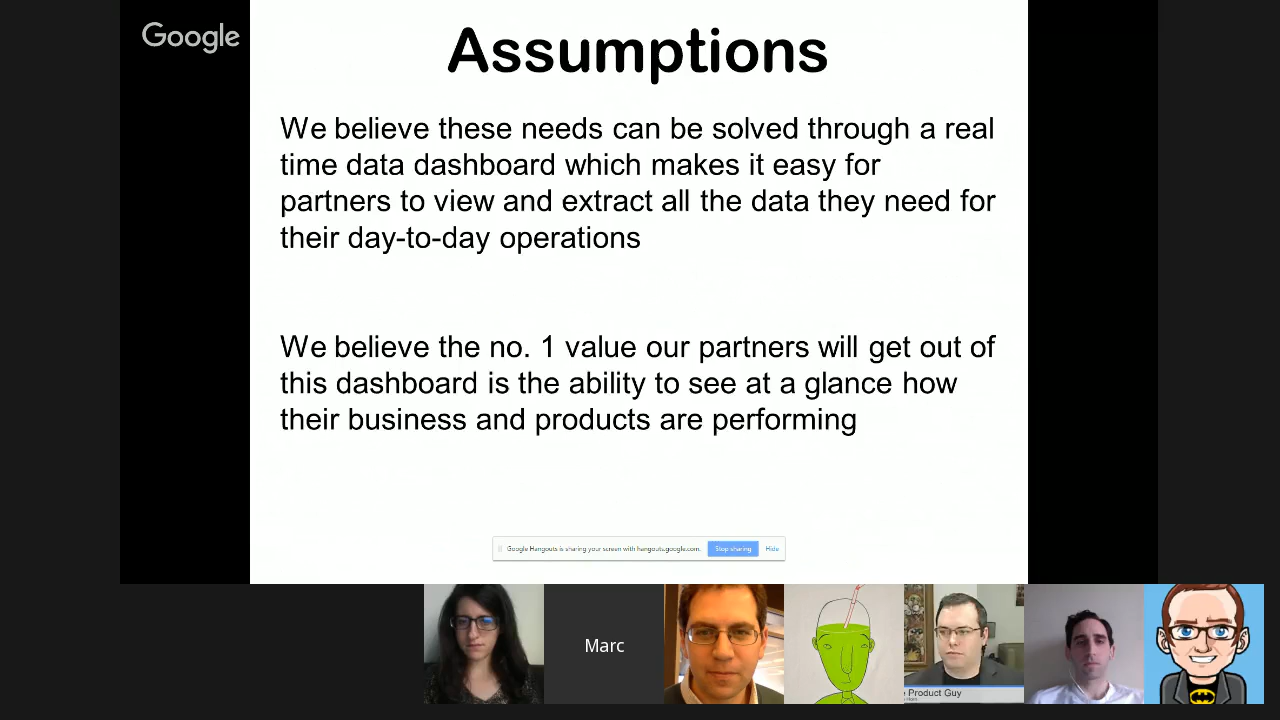 Google
Assumptions
We believe these needs can be solved through a real
time data dashboard which makes it easy for
partners to view and extract all the data they need for
their day-to-day operations
We believe the no. 1 value our partners will get out of
this dashboard is the ability to see at a glance how
their business and products are performing
Google Hangouts is sharing your screen with hangouts.google.com. Stop sharing Hide
Marc
Product Guy